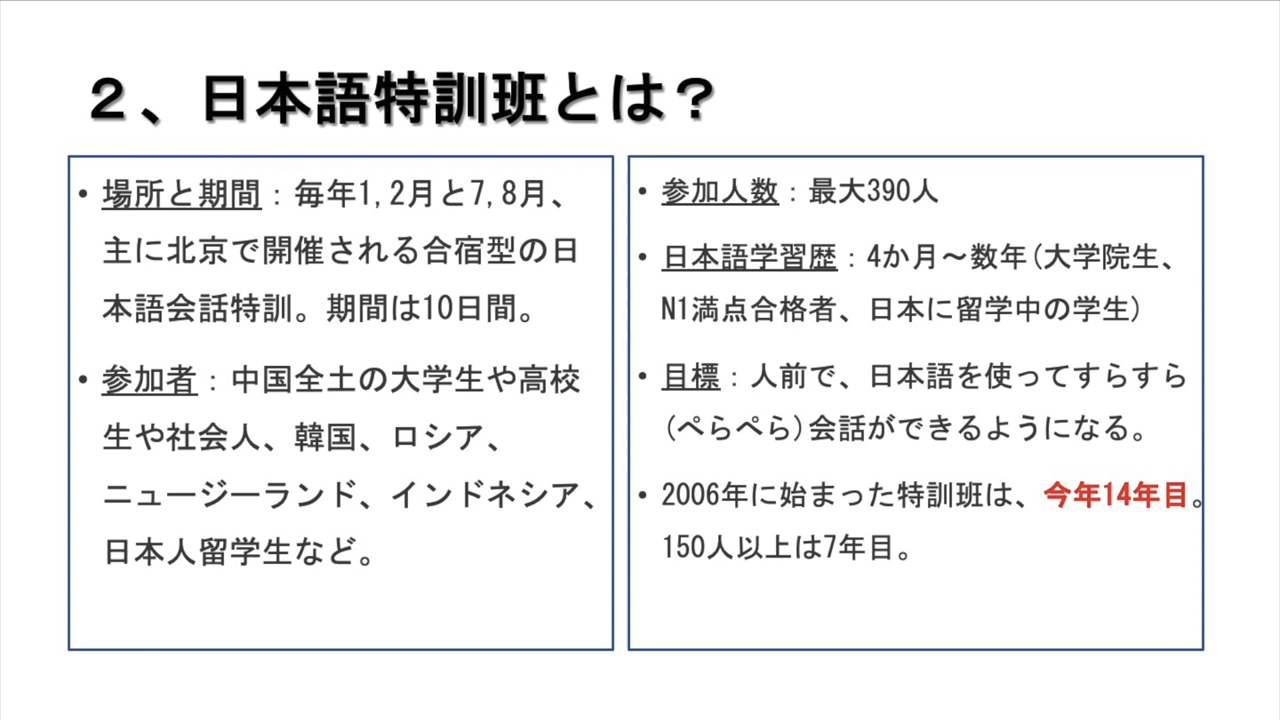 ２、日本語特訓班とは？
• 場所と期間：毎年1,2月と7,8月、
主に北京で開催される合宿型の日
本語会話特訓。期間は10日間。
• 参加者：中国全土の大学生や高校
生や社会人、韓国、ロシア、
ニュージーランド、インドネシア、
日本人留学生など。
• 参加人数：最大390人
• 日本語学習歴：4か月～数年(大学院生、
N1満点合格者、日本に留学中の学生)
• 目標：人前で、日本語を使ってすらすら
(ぺらぺら)会話ができるようになる。
• 2006年に始まった特訓班は、今年14年目。
150人以上は7年目。